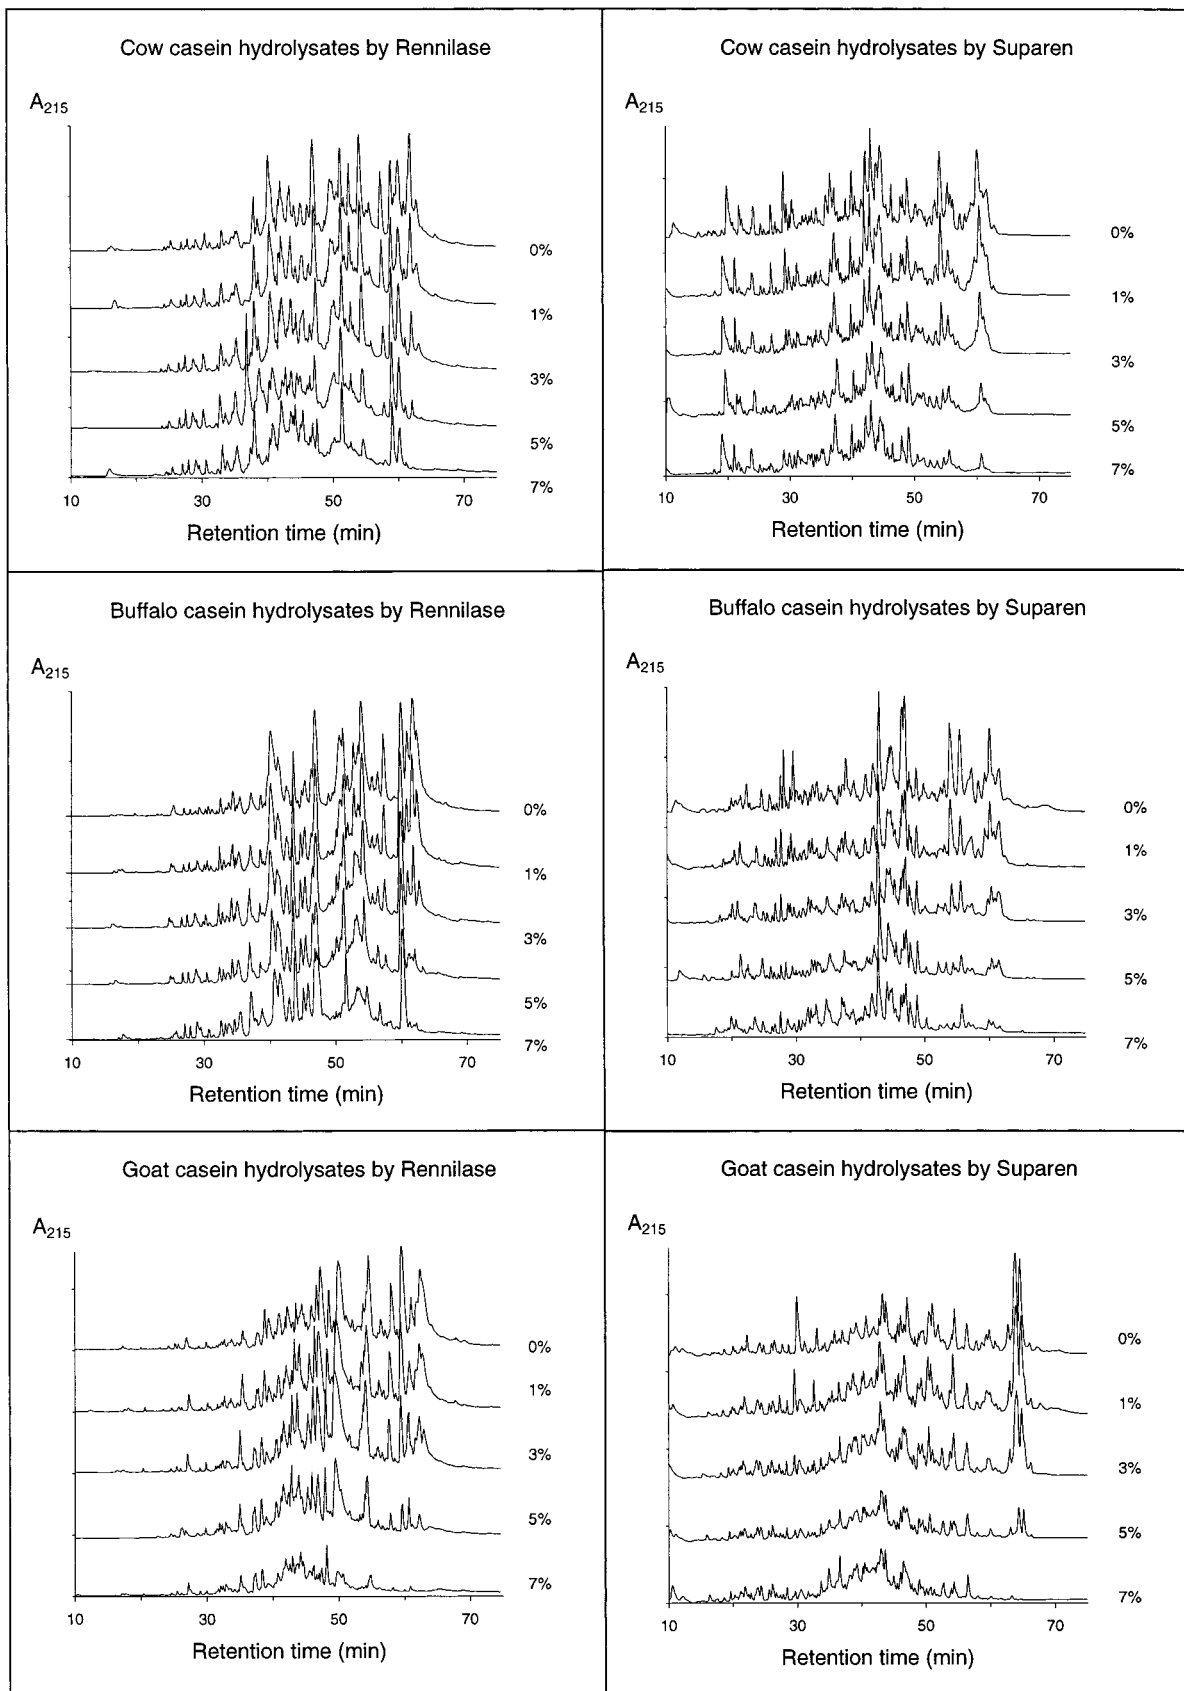 Cow casein hydrolysates by Rennilase
A215
0%
1%
3%
5%
7%
10 30 50 70
Retention time (min)
Cow casein hydrolysates by Suparen
A215
0%
1%
3%
5%
7%
10 30 50 70
Retention time (min)
Buffalo casein hydrolysates by Rennilase
A215
0%
1%
3%
5%
7%
10 30 50 70
Retention time (min)
Buffalo casein hydrolysates by Suparen
A215
0%
1%
3%
5%
7%
10 30 50 70
Retention time (min)
Goat casein hydrolysates by Rennilase
A215
0%
1%
3%
5%
7%
10 30 50 70
Retention time (min)
Goat casein hydrolysates by Suparen
A215
0%
1%
3%
5%
7%
10 30 50 70
Retention time (min)